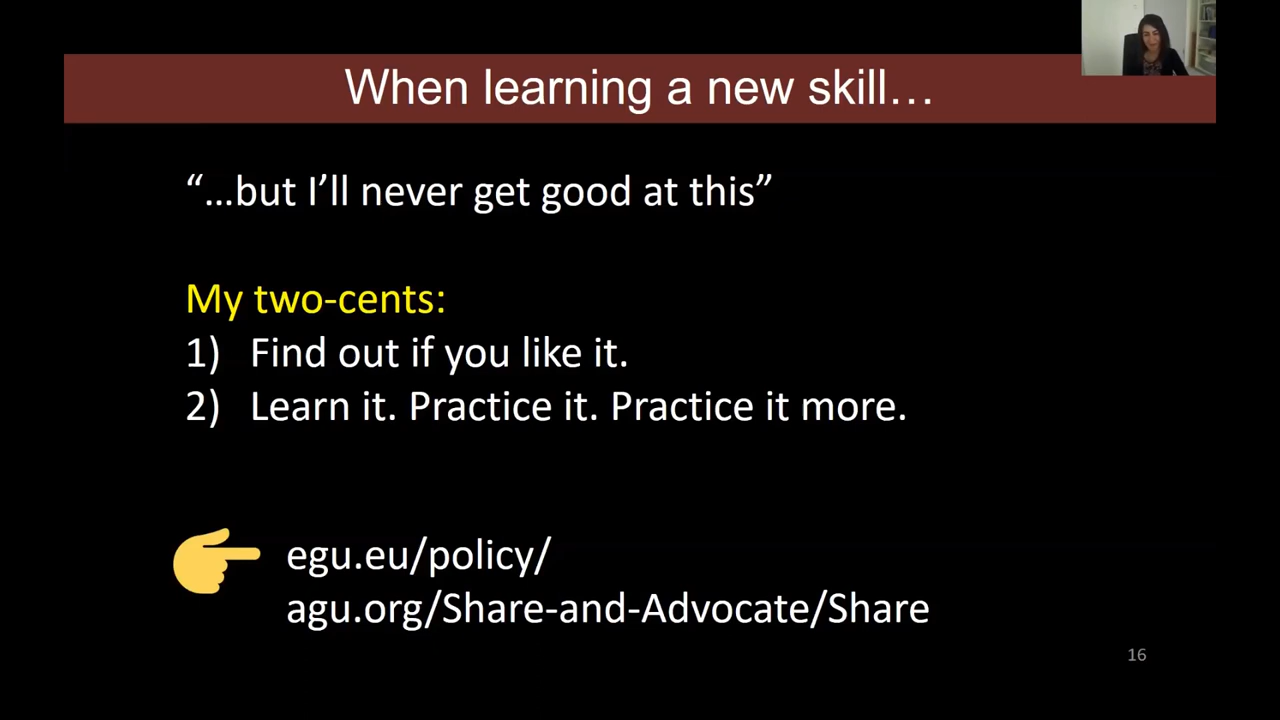 When learning a new skill…
“…but I’ll never get good at this”
My two-cents:
1) Find out if you like it.
2) Learn it. Practice it. Practice it more.
egu.eu/policy/
agu.org/Share-and-Advocate/Share
16